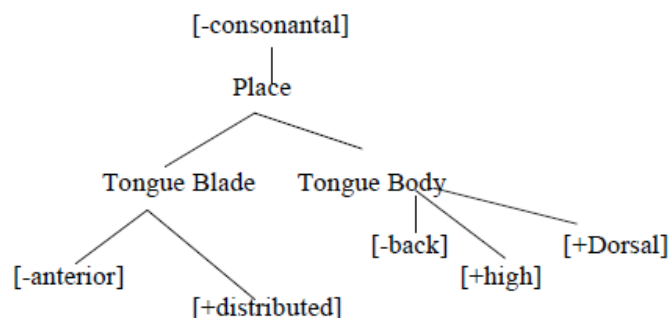 [-consonantal]
Place
Tongue Blade Tongue Body
[-back] [+Dorsal]
[-anterior] [+high]
[+distributed]